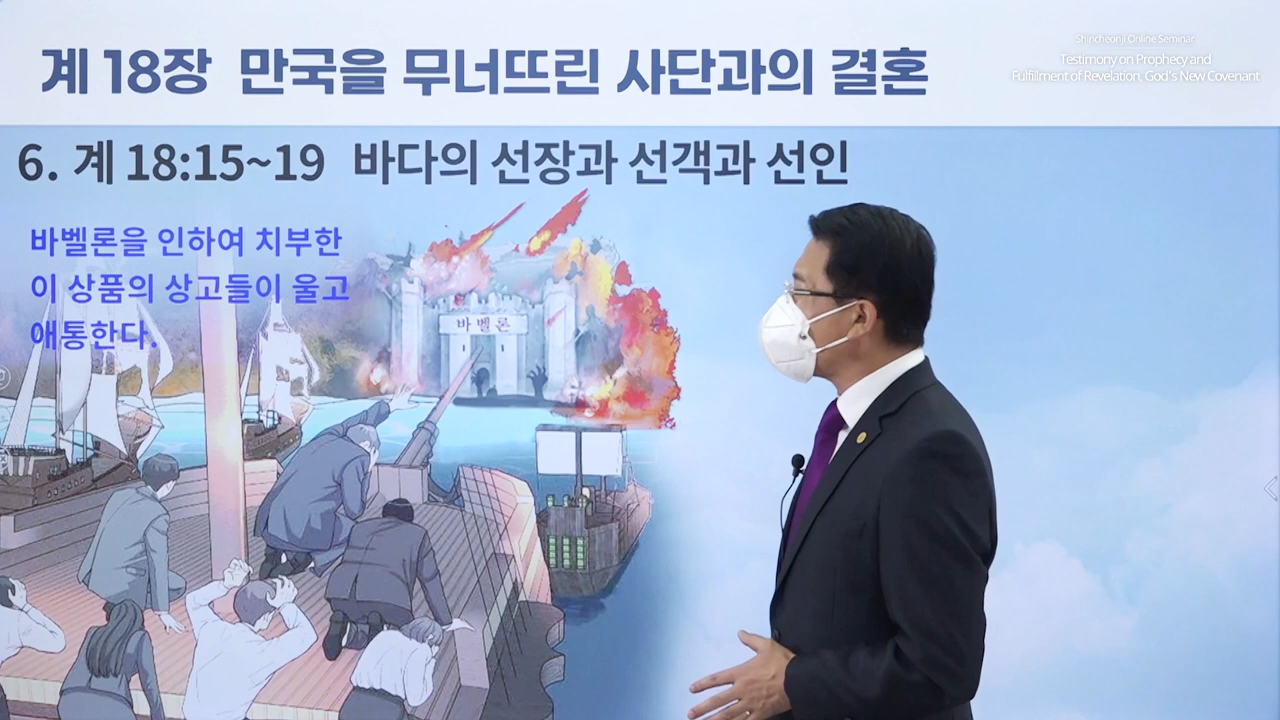 계 18장 만국을 무너뜨린 사단과의 결혼
Shincheonji Online Seminar
Testimony on Prophecy and
Fulfillment of Revelation, God's New Covenant
6. 계 18:15~19 바다의 선장과 선객과 선인
바벨론을 인하여 치부한
이 상품의 상고들이 울고
애통한다.
바벨론